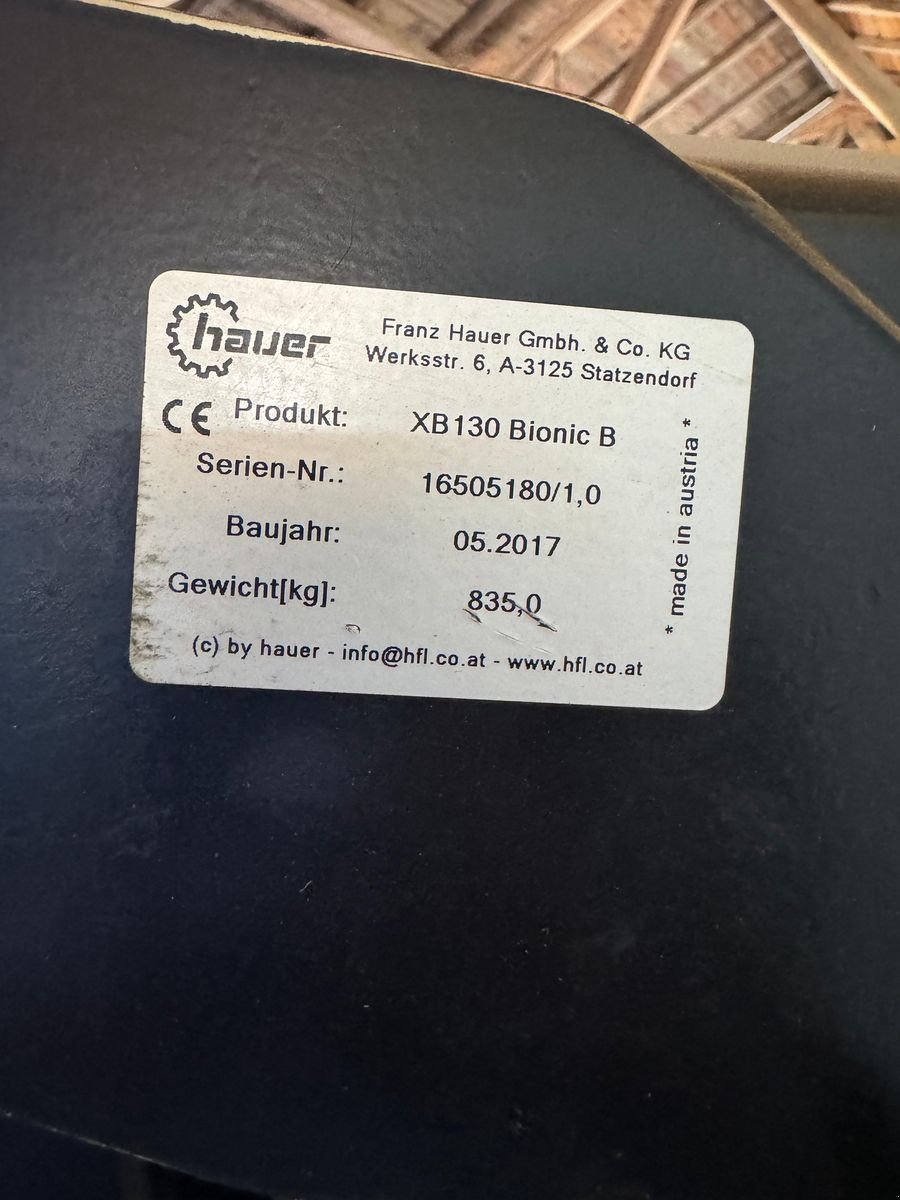 hauer
Franz Hauer Gmbh. & Co. KG
Werksstr. 6, A-3125 Statzendorf
CE Produkt: XB130 Bionic B
Serien-Nr.: 16505180/1,0
Baujahr: 05.2017
Gewicht[kg]: 835,0
(c) by hauer - info@hfl.co.at - www.hfl.co.at
* made in austria *